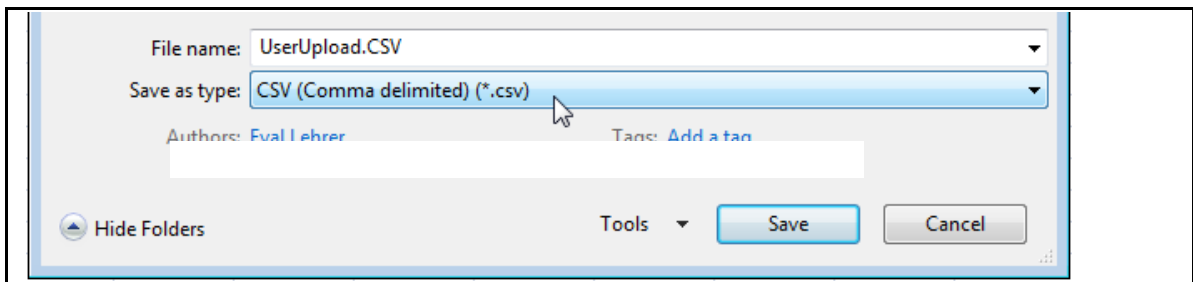 File name: UserUpload.CSV
Save as type: CSV (Comma delimited) (*.csv)
Authors: Eyal Lehrer Tags: Add a tag
Hide Folders Tools Save Cancel